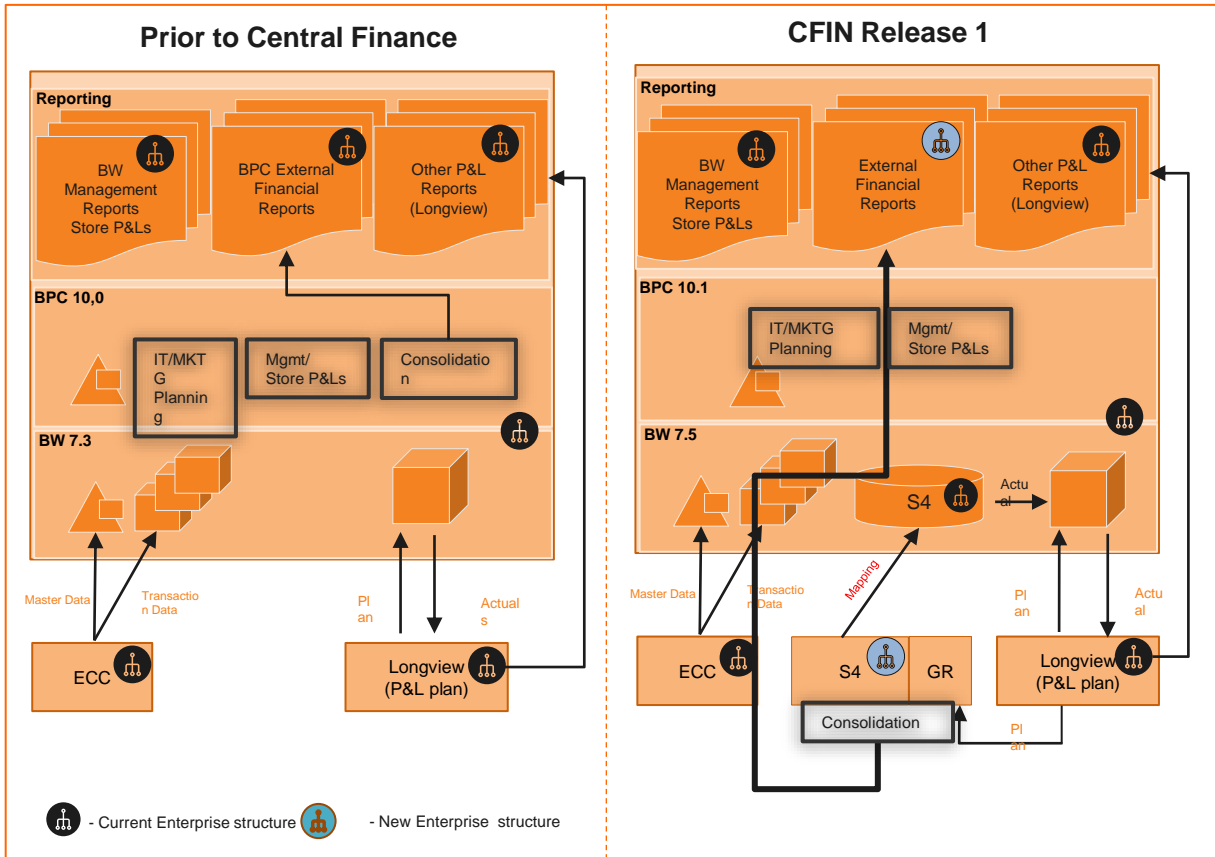 Prior to Central Finance
Reporting
BW
Management
Reports
Store P&Ls
BPC External
Financial
Reports
Other P&L
Reports
(Longview)
BPC 10,0
IT/MKT
G
Plannin
g
Mgmt/
Store P&Ls
Consolidatio
n
BW 7.3
Master Data
Transactio
n Data
Pl
an
Actual
s
ECC
Longview
(P&L plan)
- Current Enterprise structure
- New Enterprise structure
CFIN Release 1
Reporting
BW
Management
Reports
Store P&Ls
External
Financial
Reports
Other P&L
Reports
(Longview)
BPC 10.1
IT/MKTG
Planning
Mgmt/
Store P&Ls
BW 7.5
S4
Actu
al
Master Data
Transactio
n Data
Mapping
Pl
an
Actu
al
ECC
S4
GR
Longview
(P&L plan)
Consolidation
Pl
an